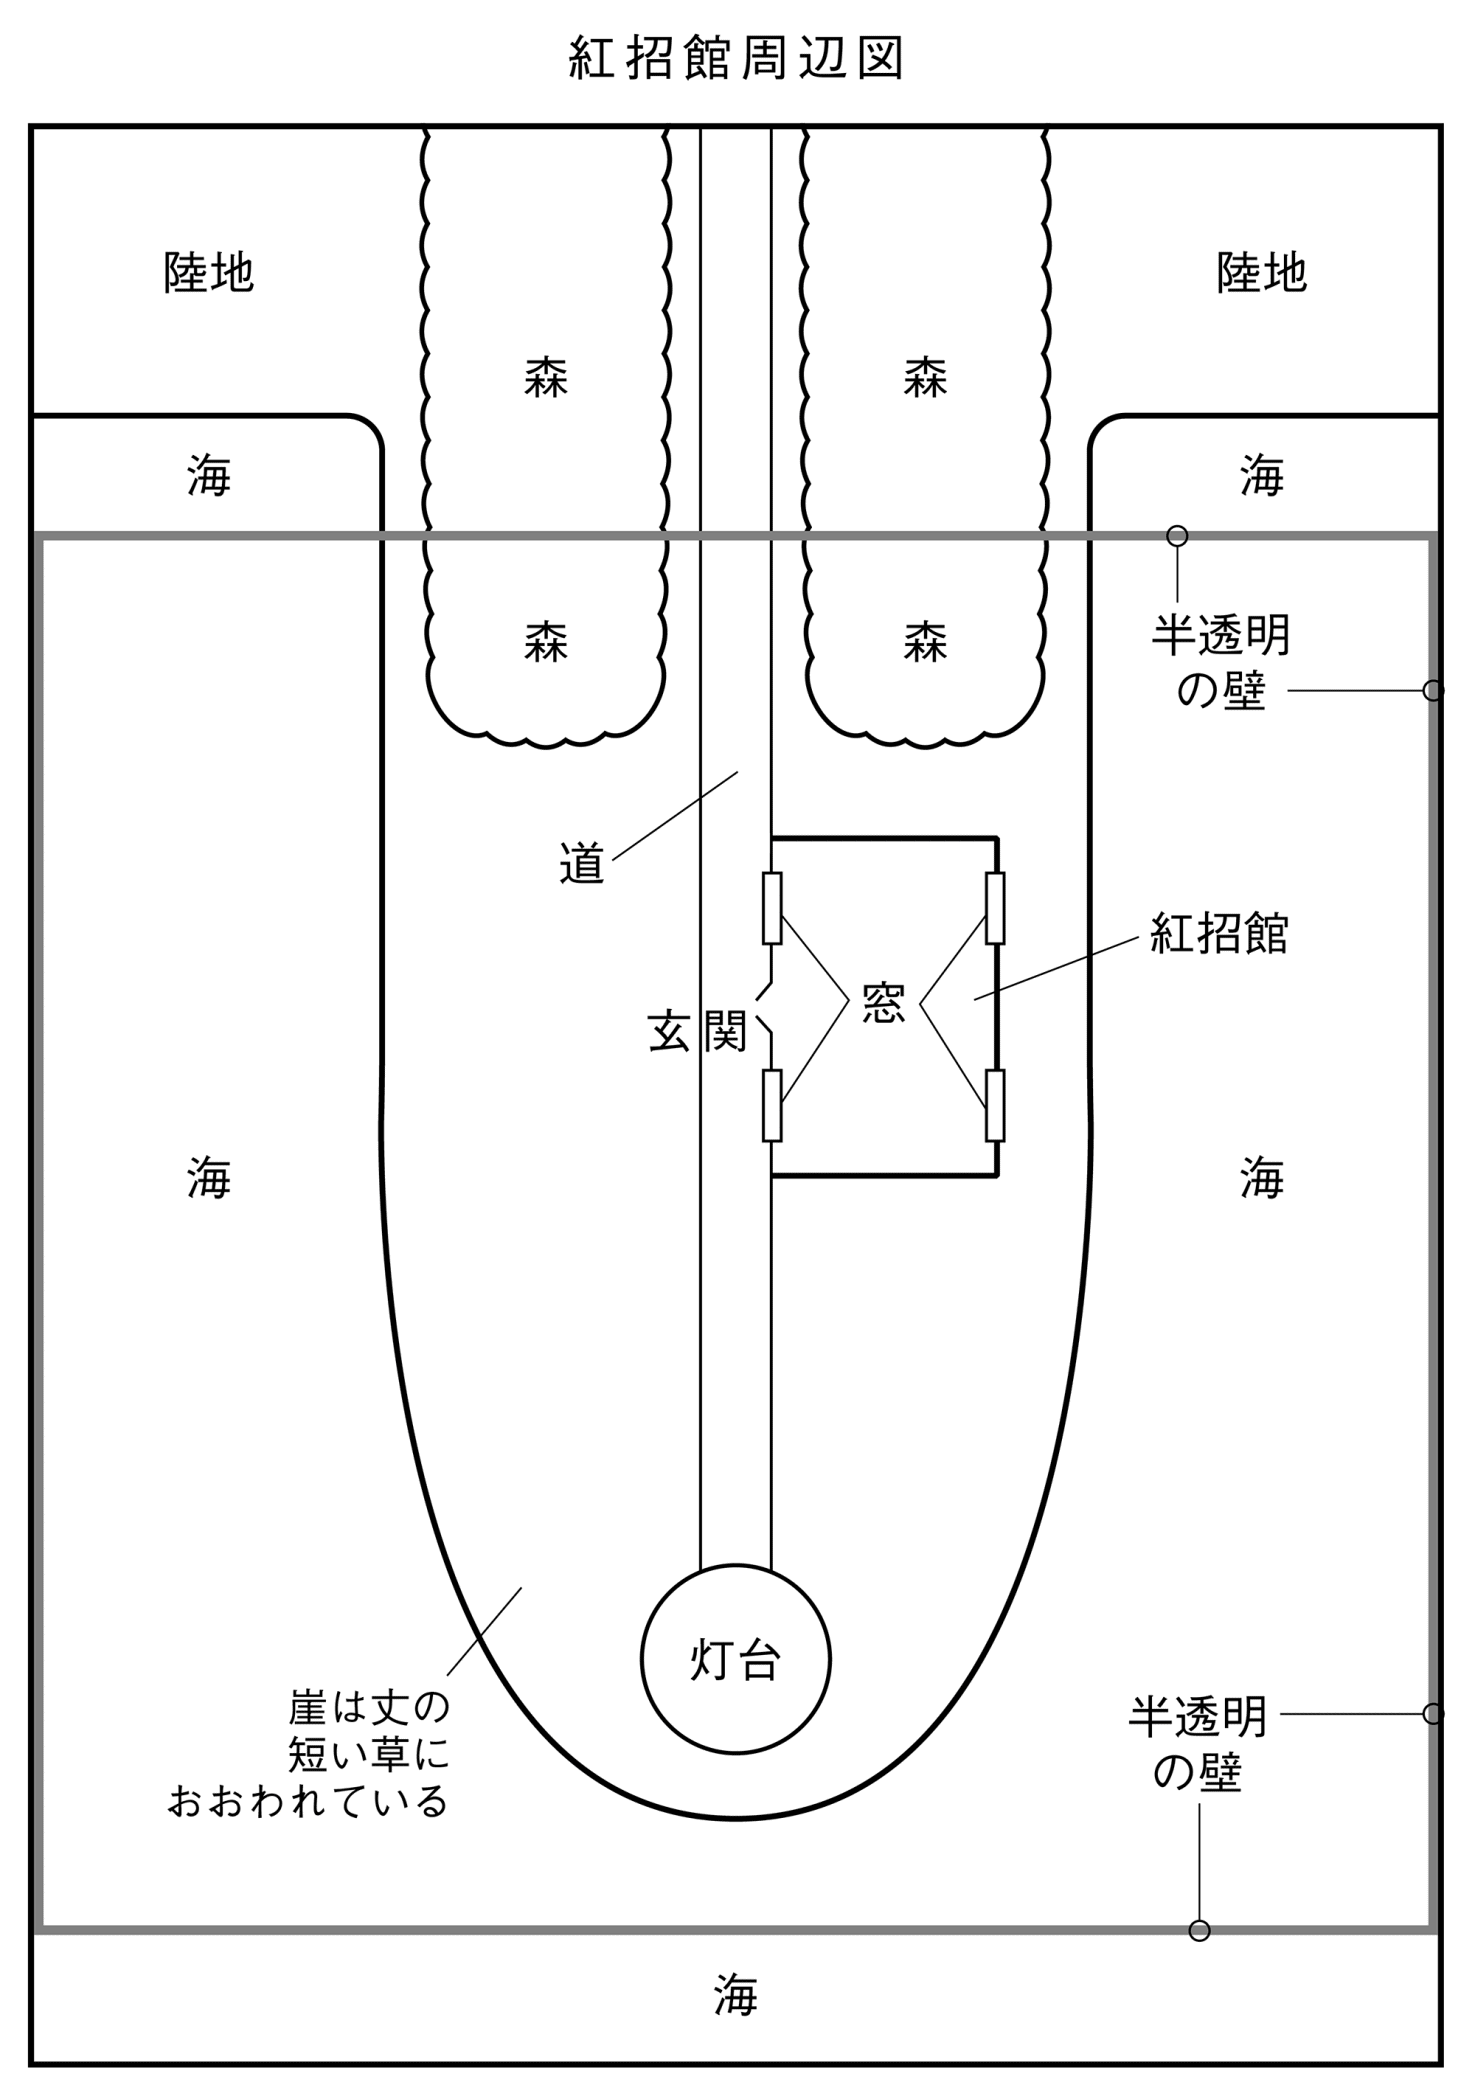 紅招館周辺図
陸地
陸地
森
森
海
海
森
森
半透明
の壁
道
紅招館
窓
玄関
海
海
灯台
崖は丈の
短い草に
おおわれている
半透明
の壁
海